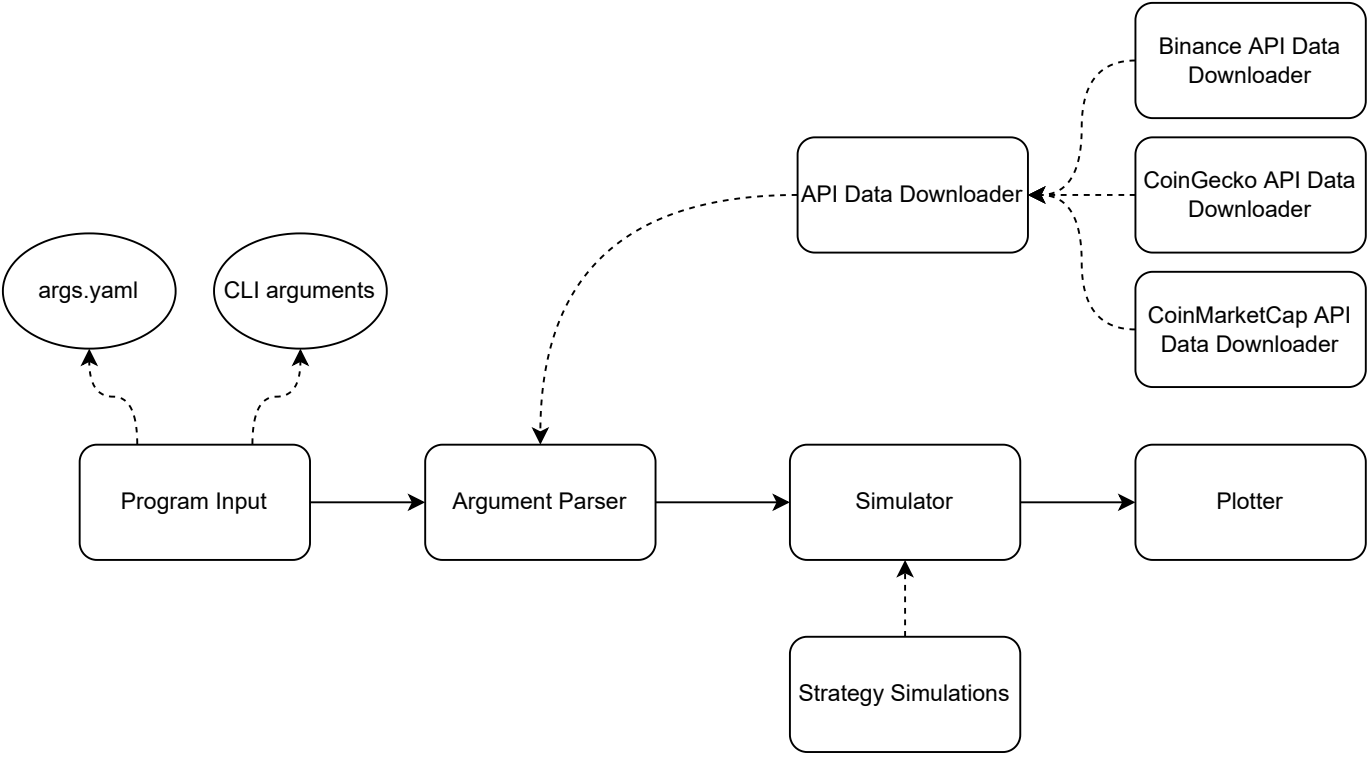 Binance API Data
Downloader
API Data Downloader
CoinGecko API Data
Downloader
args.yaml
CLI arguments
CoinMarketCap API
Data Downloader
Program Input
Argument Parser
Simulator
Plotter
Strategy Simulations